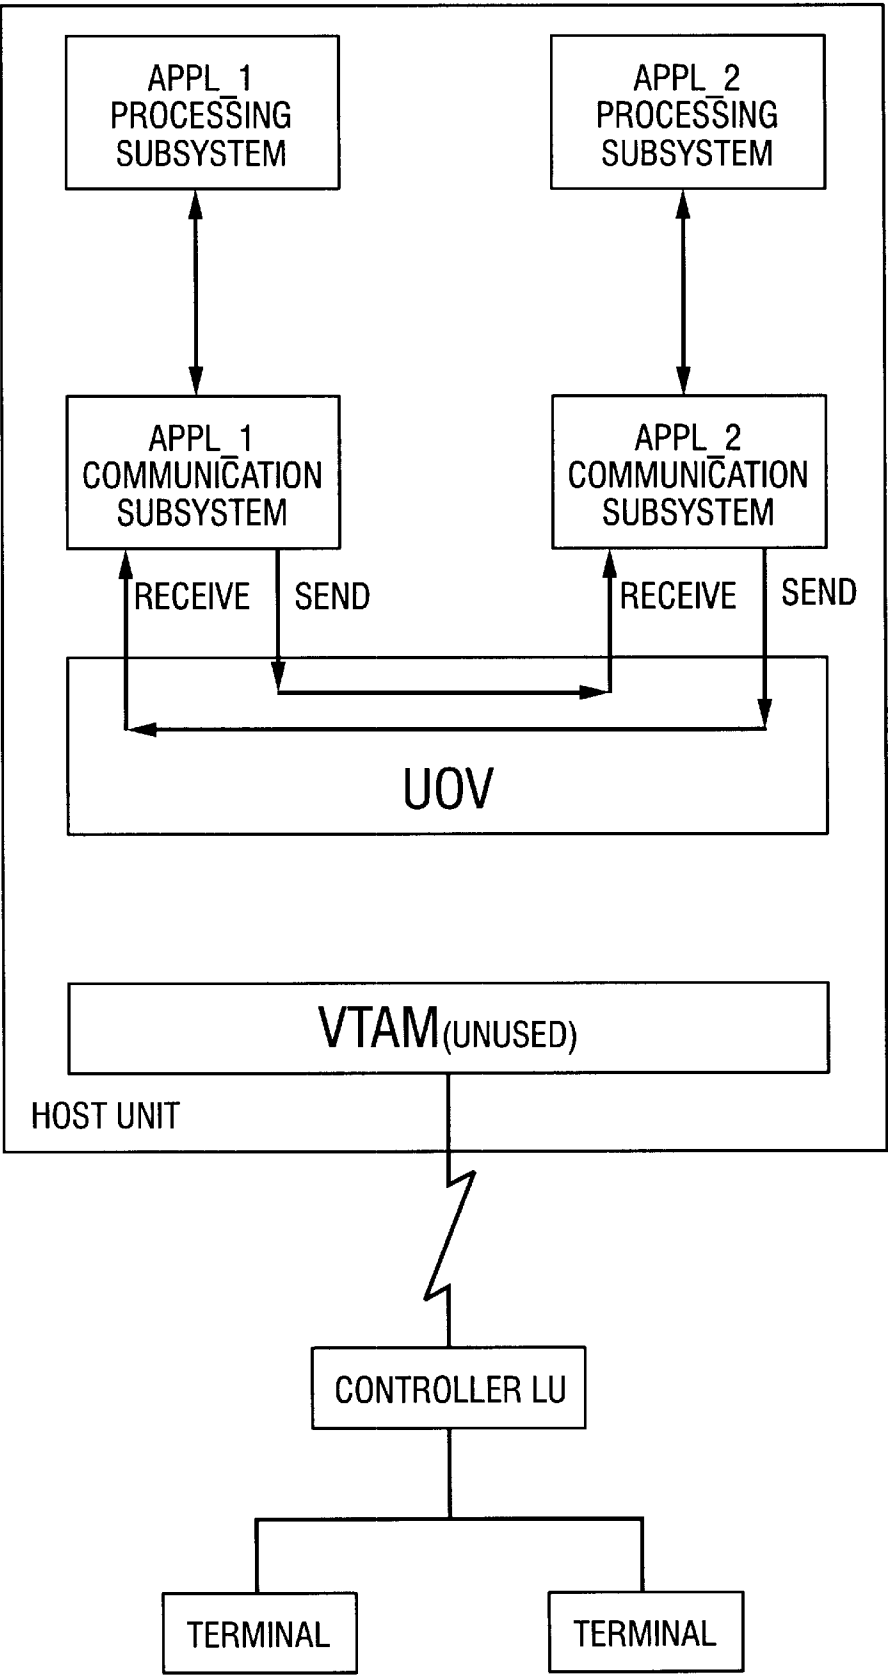 APPL_1
PROCESSING
SUBSYSTEM
APPL_2
PROCESSING
SUBSYSTEM
APPL_1
COMMUNICATION
SUBSYSTEM
APPL_2
COMMUNICATION
SUBSYSTEM
RECEIVE
SEND
RECEIVE
SEND
UOV
VTAM(UNUSED)
HOST UNIT
CONTROLLER LU
TERMINAL
TERMINAL